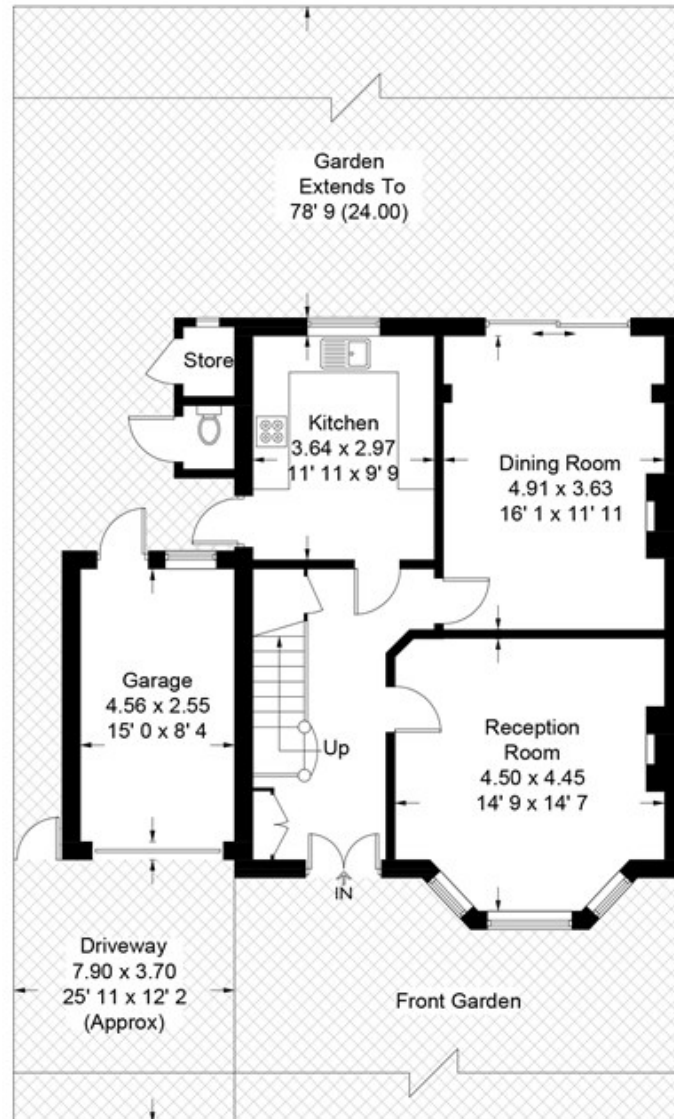 Garden
Extends To
78' 9 (24.00)
Store
Kitchen
3.64 x 2.97
11' 11 x 9' 9
Dining Room
4.91 x 3.63
16' 1 x 11' 11
Garage
4.56 x 2.55
15' 0 x 8' 4
Up
Reception
Room
4.50 x 4.45
14' 9 x 14' 7
IN
Driveway
7.90 x 3.70
25' 11 x 12' 2
(Approx)
Front Garden